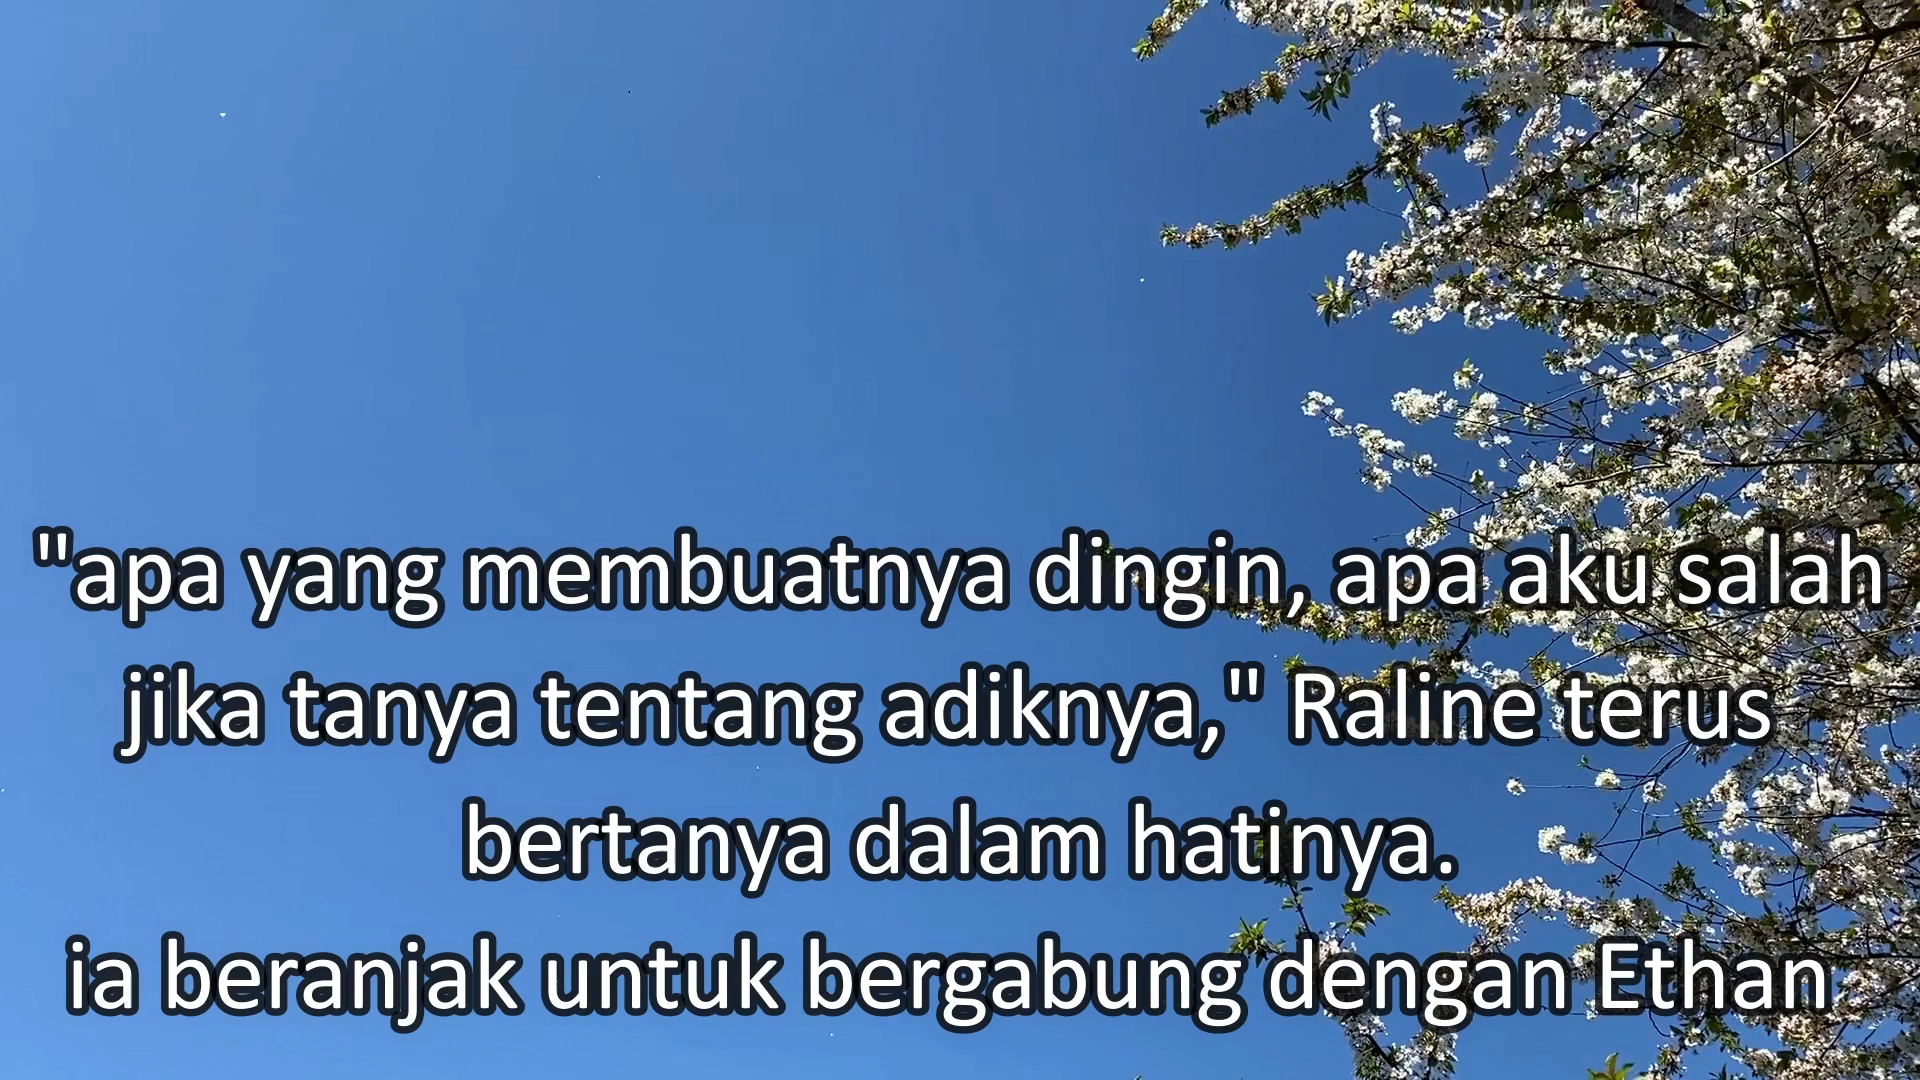 "apa yang membuatnya dingin, apa aku salah
jika tanya tentang adiknya," Raline terus
bertanya dalam hatinya.
ia beranjak untuk bergabung dengan Ethan